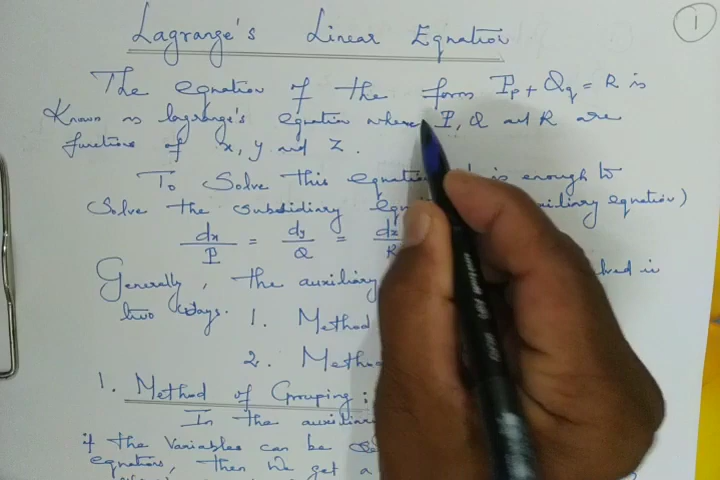 1
Lagrange's Linear Equation
The equation of the form Pp + Qq = R is
Known as lagrange's equation where P, Q and R are
functions of x, y and z.
To Solve this equation is enough to
Solve the subsidiary auxiliary equation)
dx/P = dy/Q = dz/R
Generally, the auxiliary in
two ways. 1. Method
2. Method
1. Method of Grouping:
In the auxiliary
if the Variables can be
equations, then we get a